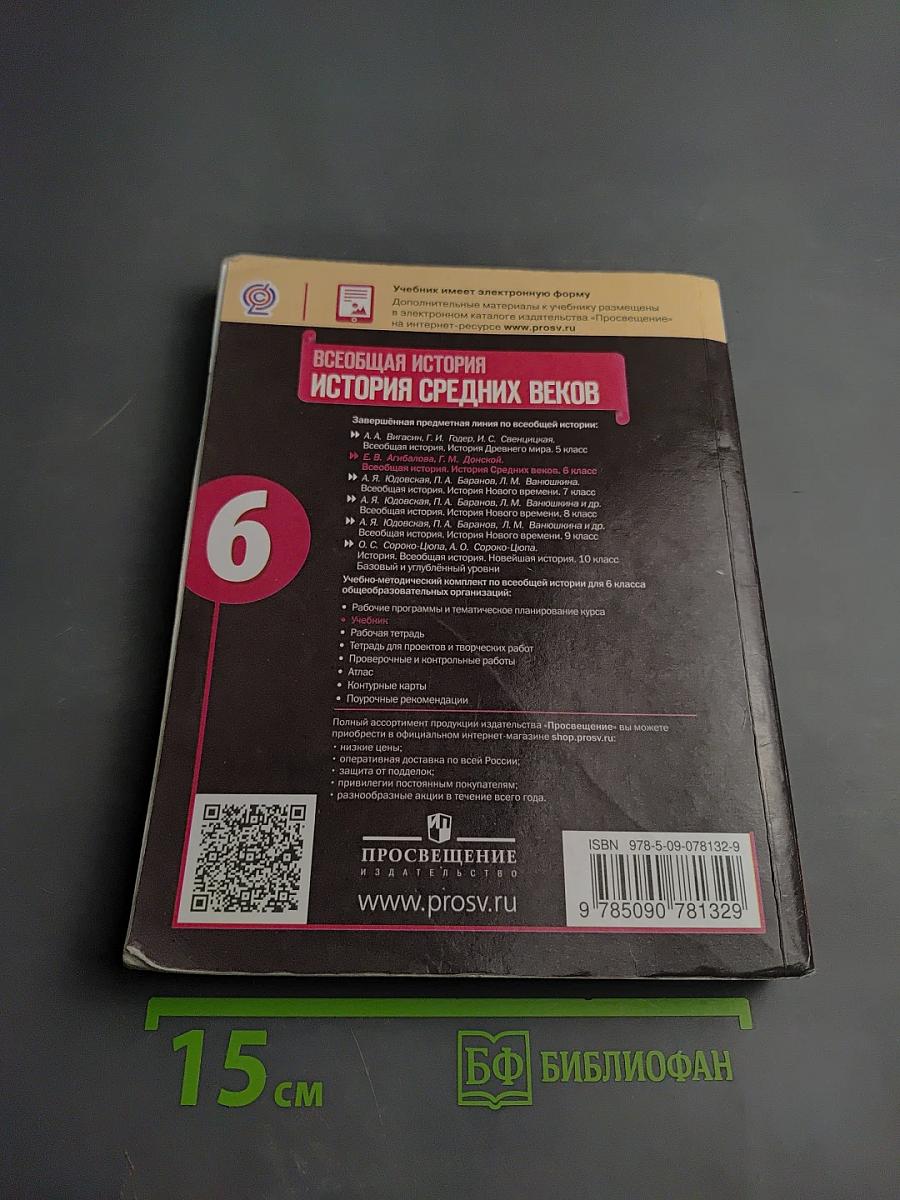 Учебник имеет электронную форму
Дополнительные материалы к учебнику размещены
в электронном каталоге издательства «Просвещение»
на интернет-ресурсе www.prosv.ru
ВСЕОБЩАЯ ИСТОРИЯ
ИСТОРИЯ СРЕДНИХ ВЕКОВ
Завершённая предметная линия по всеобщей истории:
А. А. Вигасин, Г. И. Годер, И. С. Свенцицкая.
Всеобщая история. История Древнего мира. 5 класс
Е. В. Агибалова, Г. М. Донской.
Всеобщая история. История Средних веков. 6 класс
А. Я. Юдовская, П. А. Баранов, Л. М. Ванюшкина.
Всеобщая история. История Нового времени. 7 класс
А. Я. Юдовская, П. А. Баранов, Л. М. Ванюшкина и др.
Всеобщая история. История Нового времени. 8 класс
А. Я. Юдовская, П. А. Баранов, Л. М. Ванюшкина и др.
Всеобщая история. История Нового времени. 9 класс
О. С. Сороко-Цюпа, А. О. Сороко-Цюпа.
История. Всеобщая история. Новейшая история. 10 класс
Базовый и углублённый уровни
6
Учебно-методический комплект по всеобщей истории для 6 класса
общеобразовательных организаций:
• Рабочие программы и тематическое планирование курса
• Учебник
• Рабочая тетрадь
• Тетрадь для проектов и творческих работ
• Проверочные и контрольные работы
• Атлас
• Контурные карты
• Поурочные рекомендации
Полный ассортимент продукции издательства «Просвещение» вы можете
приобрести в официальном интернет-магазине shop.prosv.ru:
· низкие цены;
· оперативная доставка по всей России;
· защита от подделок;
· привилегии постоянным покупателям;
· разнообразные акции в течение всего года.
ПРОСВЕЩЕНИЕ
ИЗДАТЕЛЬСТВО
www.prosv.ru
ISBN 978-5-09-078132-9
9 785090 781329
15 см
БФ БИБЛИОФАН